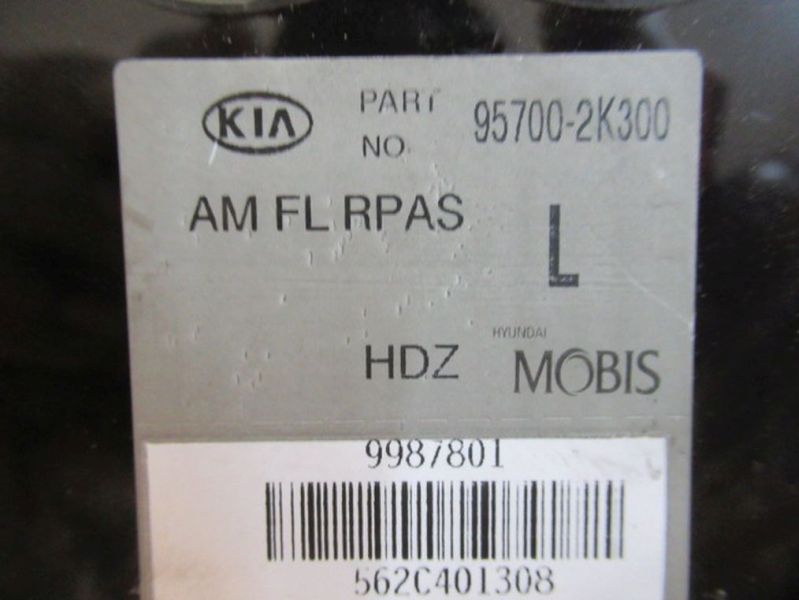 KIA PART NO. 95700-2K300
AM FL RPAS
L
HDZ
HYUNDAI
MOBIS
9987801
562C401308